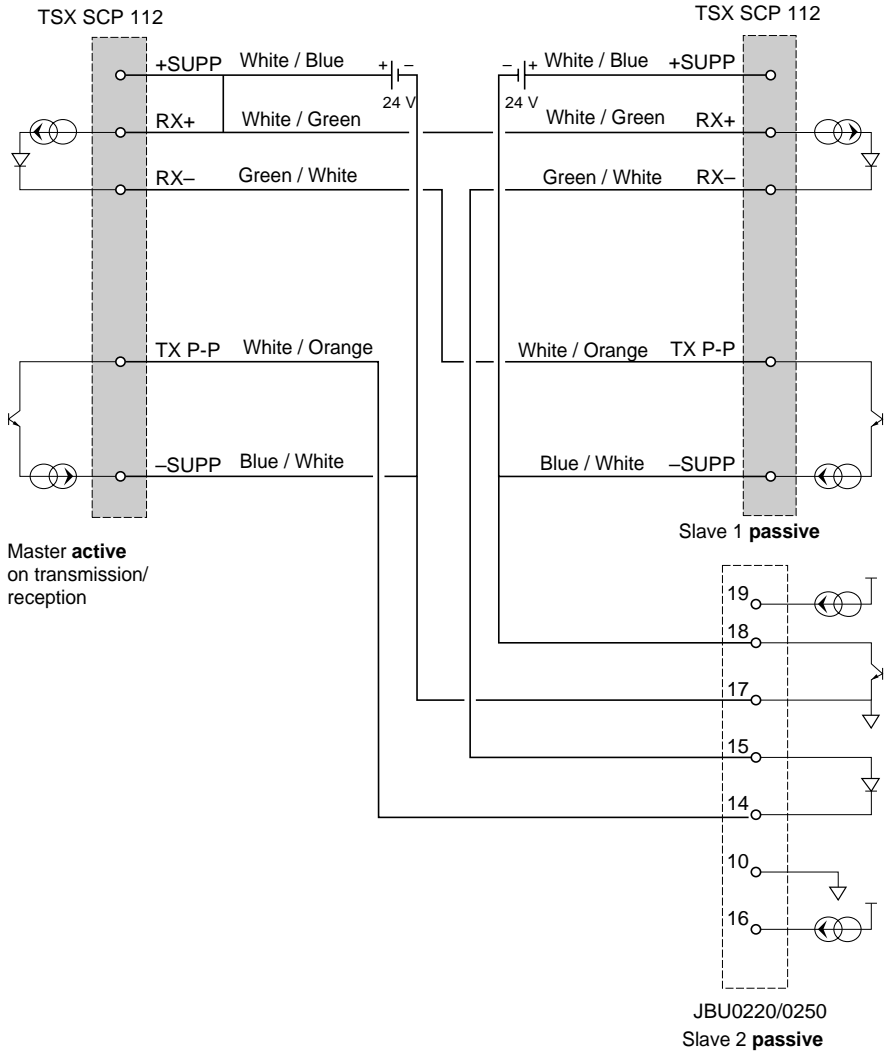 TSX SCP 112
TSX SCP 112
+SUPP White / Blue + – 24 V
– + 24 V White / Blue +SUPP
RX+ White / Green
White / Green RX+
RX– Green / White
Green / White RX–
TX P-P White / Orange
White / Orange TX P-P
–SUPP Blue / White
Blue / White –SUPP
Master active
on transmission/
reception
Slave 1 passive
19
18
17
15
14
10
16
JBU0220/0250
Slave 2 passive